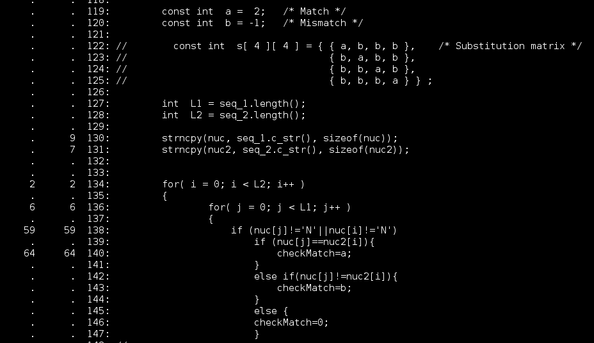 .      .  119:         const int  a =  2;   /* Match */
.      .  120:         const int  b = -1;   /* Mismatch */
.      .  121:
.      .  122: //        const int  s[ 4 ][ 4 ] = { { a, b, b, b },    /* Substitution matrix */
.      .  123: //                                   { b, a, b, b },
.      .  124: //                                   { b, b, a, b },
.      .  125: //                                   { b, b, b, a } } ;
.      .  126:
.      .  127:         int  L1 = seq_1.length();
.      .  128:         int  L2 = seq_2.length();
.      .  129:
.      9  130:         strncpy(nuc, seq_1.c_str(), sizeof(nuc));
.      7  131:         strncpy(nuc2, seq_2.c_str(), sizeof(nuc2));
.      .  132:
.      .  133:
2      2  134:         for( i = 0; i < L2; i++ )
.      .  135:         {
6      6  136:                 for( j = 0; j < L1; j++ )
.      .  137:                 {
59     59  138:                     if (nuc[j]!='N'||nuc[i]!='N')
.      .  139:                         if (nuc[j]==nuc2[i]){
64     64  140:                             checkMatch=a;
.      .  141:                         }
.      .  142:                         else if(nuc[j]!=nuc2[i]){
.      .  143:                             checkMatch=b;
.      .  144:                         }
.      .  145:                         else {
.      .  146:                         checkMatch=0;
.      .  147:                         }